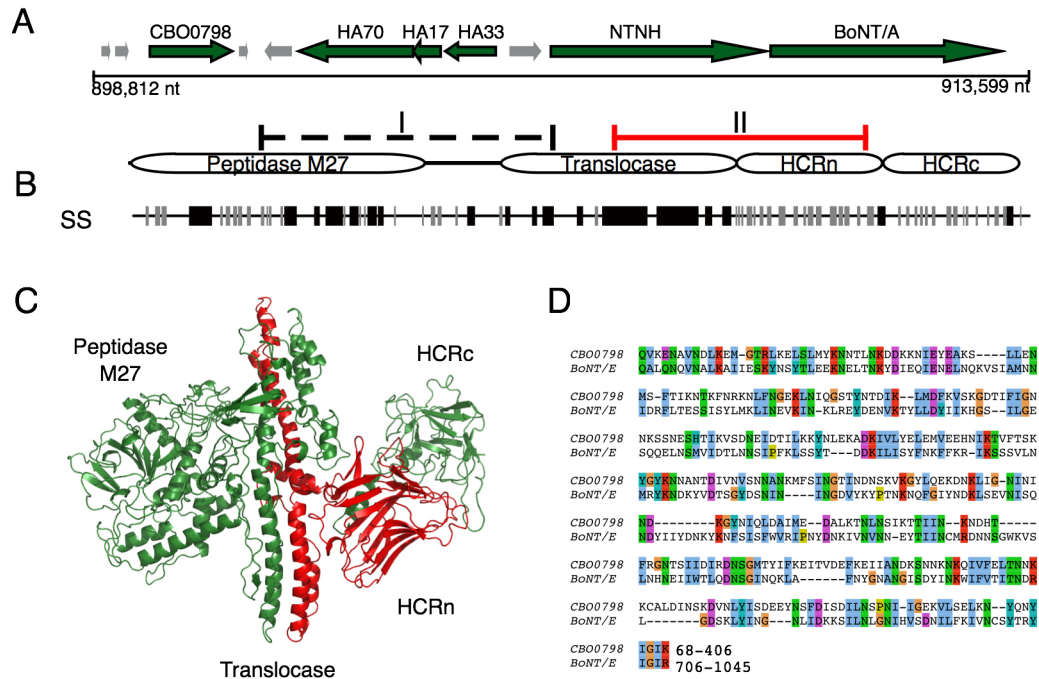 A
CBO0798
HA70
HA17
HA33
NTNH
BoNT/A
898,812 nt
913,599 nt
I
II
Peptidase M27
Translocase
HCRn
HCRc
B
SS
C
Peptidase
M27
HCRc
HCRn
Translocase
D
CBO0798 QVKENAVNDLKEM-GTRLKELSLMYKNNTLNKDDKKNIEYEAKS----LLEN
BoNT/E QALQNQVNALKAIIESKYNSYTLEEKNELTNKYDIEQIENELNQKVSIAMNN
CBO0798 MS-FTIKNTKFNRKNLFNGEKLNIQGSTYNTDIK--LMDFKVSKGDTIFIGN
BoNT/E IDRFLTESSISYLMKLINEVKIN-KLREYDENVKTYLLDYIIKHGS--ILGE
CBO0798 NKSSNESHTIKVSDNEIDTILKKYNLEKADKIVLYELEMVEHNIKTVFTSK
BoNT/E SQQELNSMVIDTLNNSIPFKLSSYT---DDKILISYFNKFFKR-IKSSSVLN
CBO0798 YGYKNNANTDIVNVSNNANKMFSINGTINDNSKVKGYLQEKDNKLIG-NINI
BoNT/E MRYKNDKYVDTSGYDSNAN----INGDVYKYPTNKNQFGIYNDKLSEVNISQ
CBO0798 ND-------KGYNIQLDAIME--DALKTNLNSIKTTIIN-KNDHT------
BoNT/E NDYIIYDNKYKNFSISFWVRIPNYDNKIVNVNN-EYTIINCMRDNNSGWKVS
CBO0798 FRGNTSIIDIRDNSGMTYIFKEITVDEFKEIIANDKSNNKNKQIVFELTNNK
BoNT/E LNHNEIIWTLQDNSGINQKLA------FNYGNANGISDYINKWIFVTITNDR
CBO0798 KCALDINSKDVNLYISDEEYNSFDISDILNSPNI-IGEKVLSELKN--YQNY
BoNT/E L------GDSKLYING--NLIDKKSILNLGNIHVSDNILFKIVNCSYTRY
CBO0798 IGIK 68-406
BoNT/E IGIR 706-1045